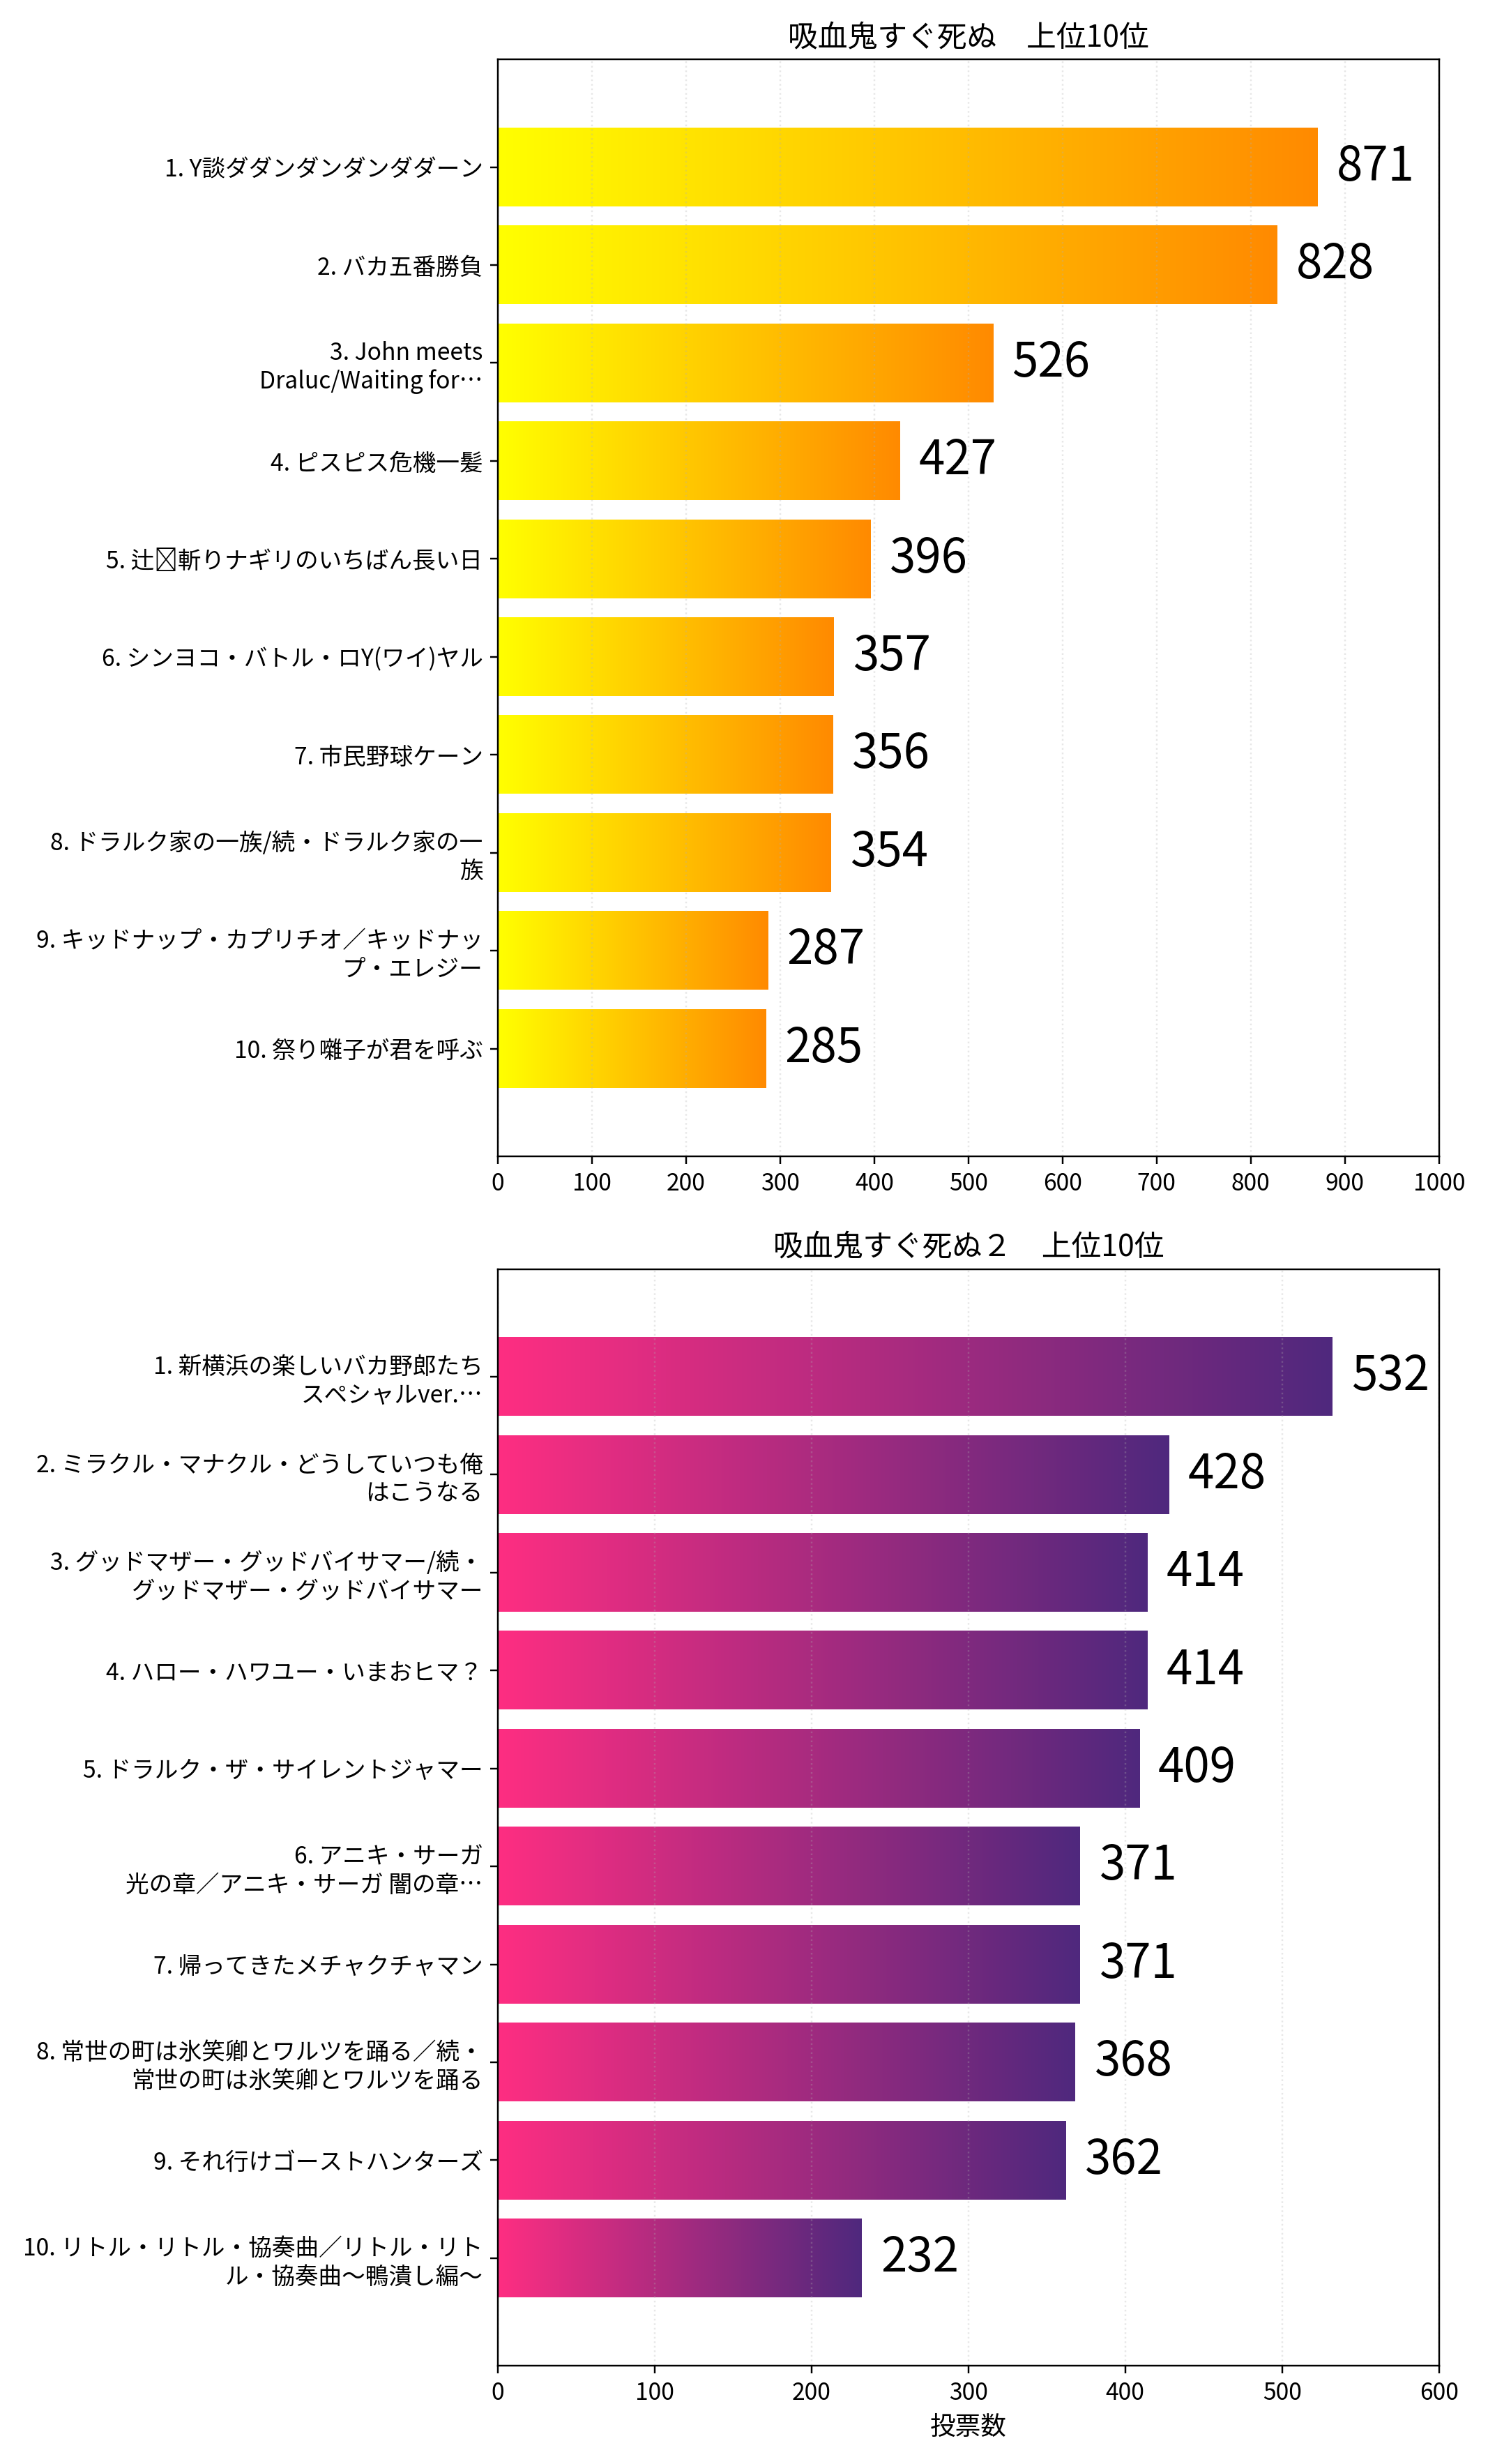 吸血鬼すぐ死ぬ　上位10位
1. Y談ダダンダンダンダダーン
871
2. バカ五番勝負
828
3. John meets
Draluc/Waiting for…
526
4. ピスピス危機一髪
427
5. 辻斬りナギリのいちばん長い日
396
6. シンヨコ・バトル・ロY(ワイ)ヤル
357
7. 市民野球ケーン
356
8. ドラルク家の一族/続・ドラルク家の一
族
354
9. キッドナップ・カプリチオ／キッドナッ
プ・エレジー
287
10. 祭り囃子が君を呼ぶ
285
0 100 200 300 400 500 600 700 800 900 1000
吸血鬼すぐ死ぬ２　上位10位
1. 新横浜の楽しいバカ野郎たち
スペシャルver.…
532
2. ミラクル・マナクル・どうしていつも俺
はこうなる
428
3. グッドマザー・グッドバイサマー/続・
グッドマザー・グッドバイサマー
414
4. ハロー・ハワユー・いまおヒマ？
414
5. ドラルク・ザ・サイレントジャマー
409
6. アニキ・サーガ
光の章／アニキ・サーガ 闇の章…
371
7. 帰ってきたメチャクチャマン
371
8. 常世の町は氷笑卿とワルツを踊る／続・
常世の町は氷笑卿とワルツを踊る
368
9. それ行けゴーストハンターズ
362
10. リトル・リトル・協奏曲／リトル・リト
ル・協奏曲～鴨潰し編～
232
0 100 200 300 400 500 600
投票数